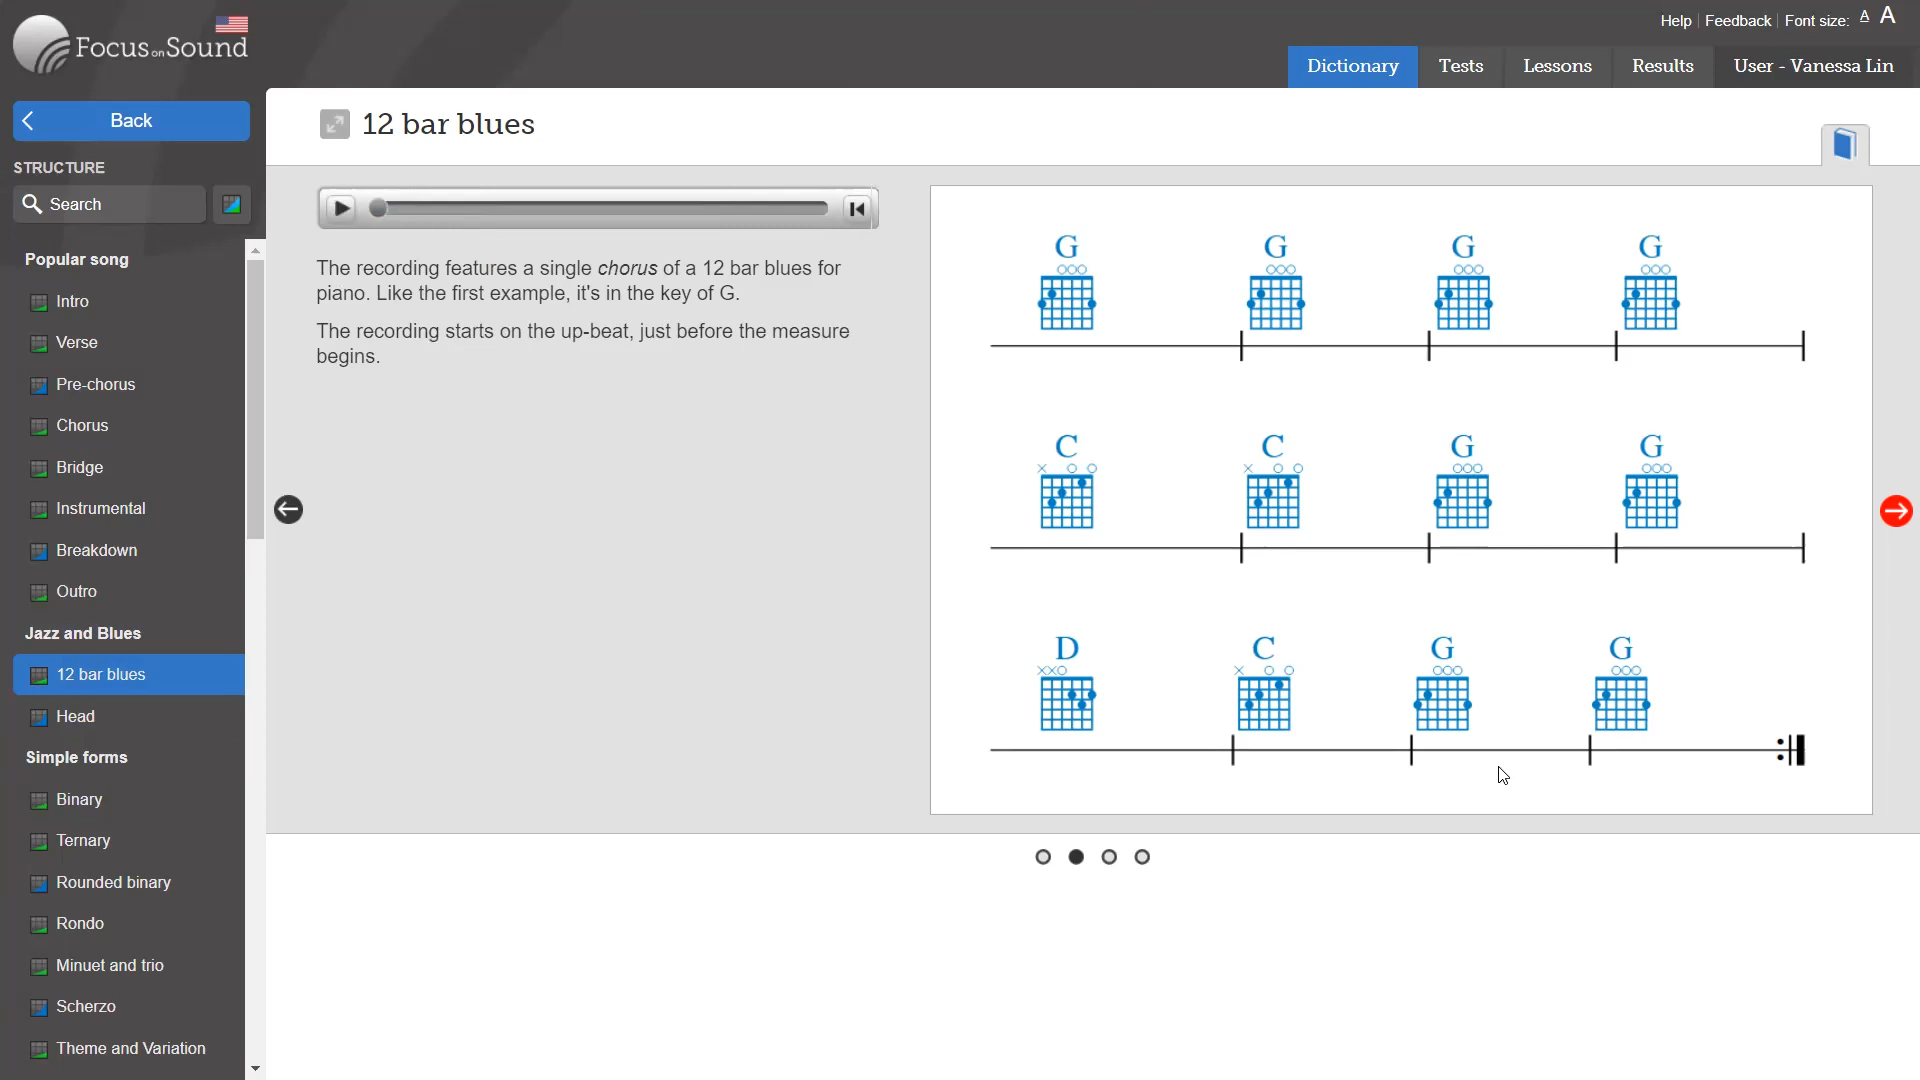 Focus on Sound
Help
Feedback
Font size: A A
Dictionary
Tests
Lessons
Results
User - Vanessa Lin
Back
STRUCTURE
Search
Popular song
Intro
Verse
Pre-chorus
Chorus
Bridge
Instrumental
Breakdown
Outro
Jazz and Blues
12 bar blues
Head
Simple forms
Binary
Ternary
Rounded binary
Rondo
Minuet and trio
Scherzo
Theme and Variation
12 bar blues
The recording features a single chorus of a 12 bar blues for
piano. Like the first example, it's in the key of G.
The recording starts on the up-beat, just before the measure
begins.
G G G G
C C G G
D C G G